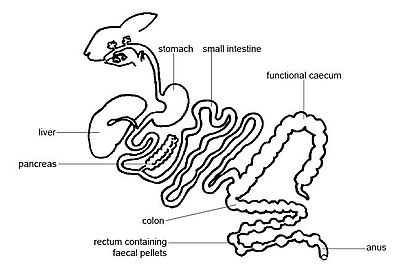 stomach
small intestine
functional caecum
liver
pancreas
colon
rectum containing
faecal pellets
anus